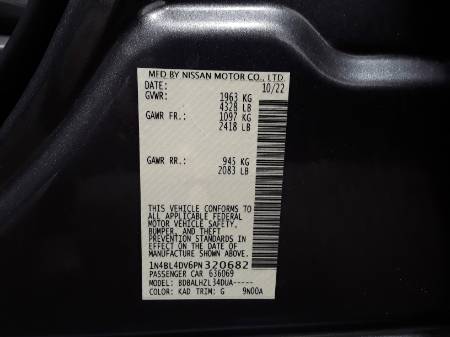 MFD BY NISSAN MOTOR CO., LTD.
DATE: 10/22
GVWR: 1963 KG
4328 LB
GAWR FR.: 1097 KG
2418 LB
GAWR RR.: 945 KG
2083 LB
THIS VEHICLE CONFORMS TO
ALL APPLICABLE FEDERAL
MOTOR VEHICLE SAFETY,
BUMPER, AND THEFT
PREVENTION STANDARDS IN
EFFECT ON THE DATE OF
MANUFACTURE SHOWN ABOVE.
1N4BL4DV6PN320682
PASSENGER CAR 636069
MODEL: BDBALHZL34DUA-----
COLOR: KAD TRIM: G 9N00A